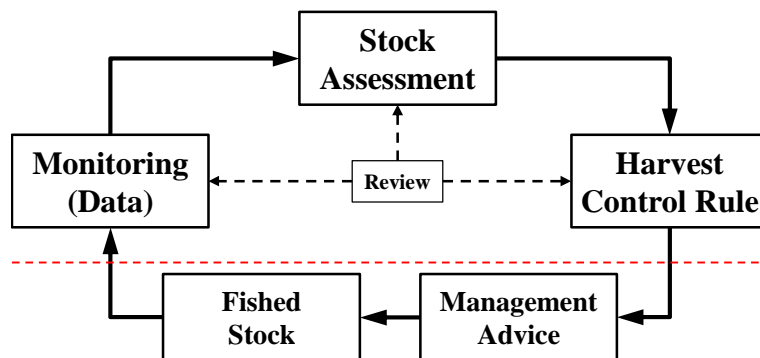 Stock
Assessment
Monitoring
(Data)
Review
Harvest
Control Rule
Fished
Stock
Management
Advice